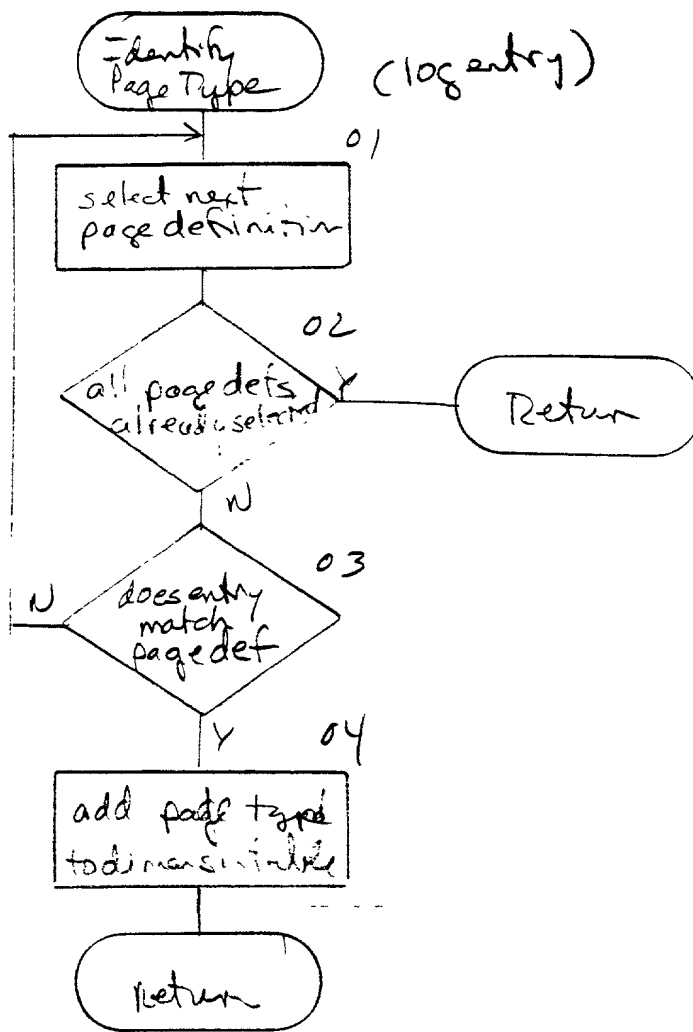 Identify
Page Type
(log entry)
01
select next
page definition
02
all page defs
already selected
Y
Return
N
03
does entry
match
page def
N
Y
04
add page type
to dimension table
Return